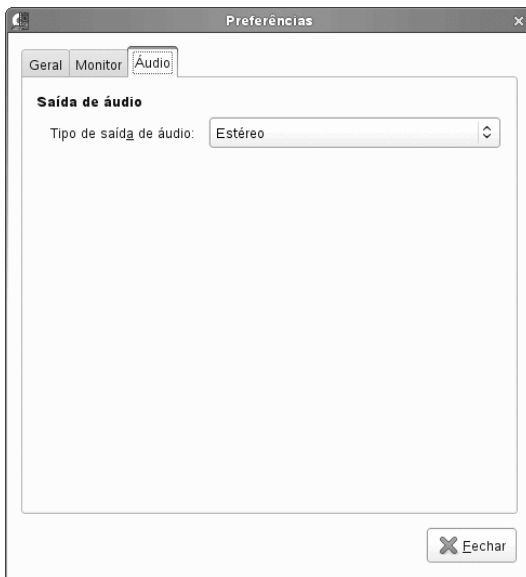 Preferências
Geral Monitor Áudio
Saída de áudio
Tipo de saída de áudio: Estéreo
Fechar